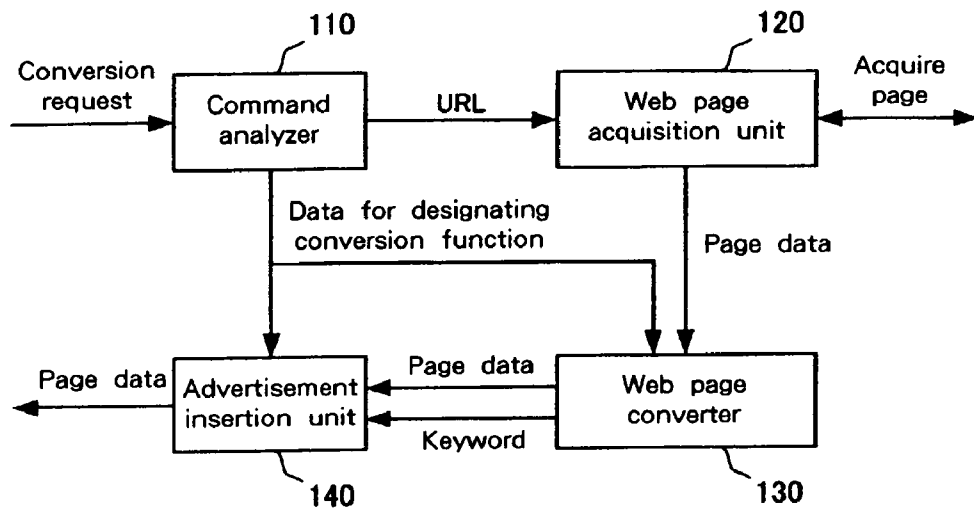 110
120
Conversion
request
Command
analyzer
URL
Web page
acquisition unit
Acquire
page
Data for designating
conversion function
Page data
Page data
Advertisement
insertion unit
Page data
Keyword
Web page
converter
140
130